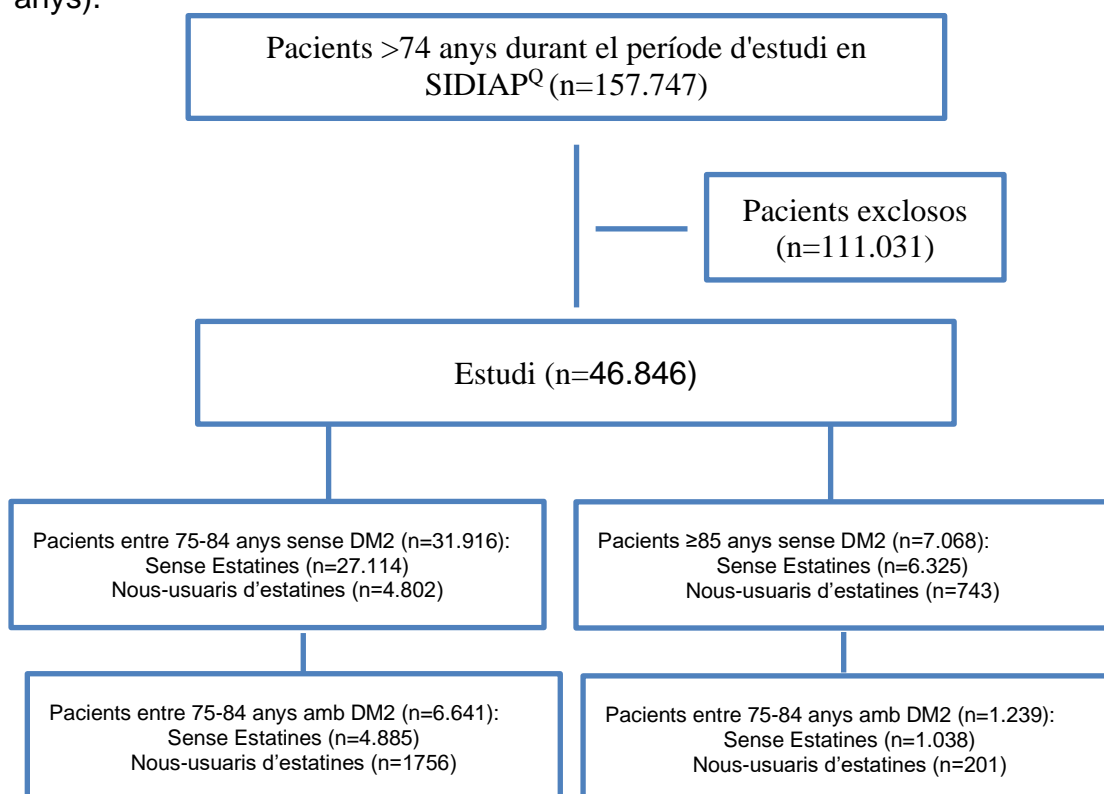 anys).
Pacients >74 anys durant el període d'estudi en
SIDIAPQ (n=157.747)
Pacients exclosos
(n=111.031)
Estudi (n=46.846)
Pacients entre 75-84 anys sense DM2 (n=31.916):
Sense Estatines (n=27.114)
Nous-usuaris d'estatines (n=4.802)
Pacients ≥85 anys sense DM2 (n=7.068):
Sense Estatines (n=6.325)
Nous-usuaris d'estatines (n=743)
Pacients entre 75-84 anys amb DM2 (n=6.641):
Sense Estatines (n=4.885)
Nous-usuaris d'estatines (n=1756)
Pacients entre 75-84 anys amb DM2 (n=1.239):
Sense Estatines (n=1.038)
Nous-usuaris d'estatines (n=201)